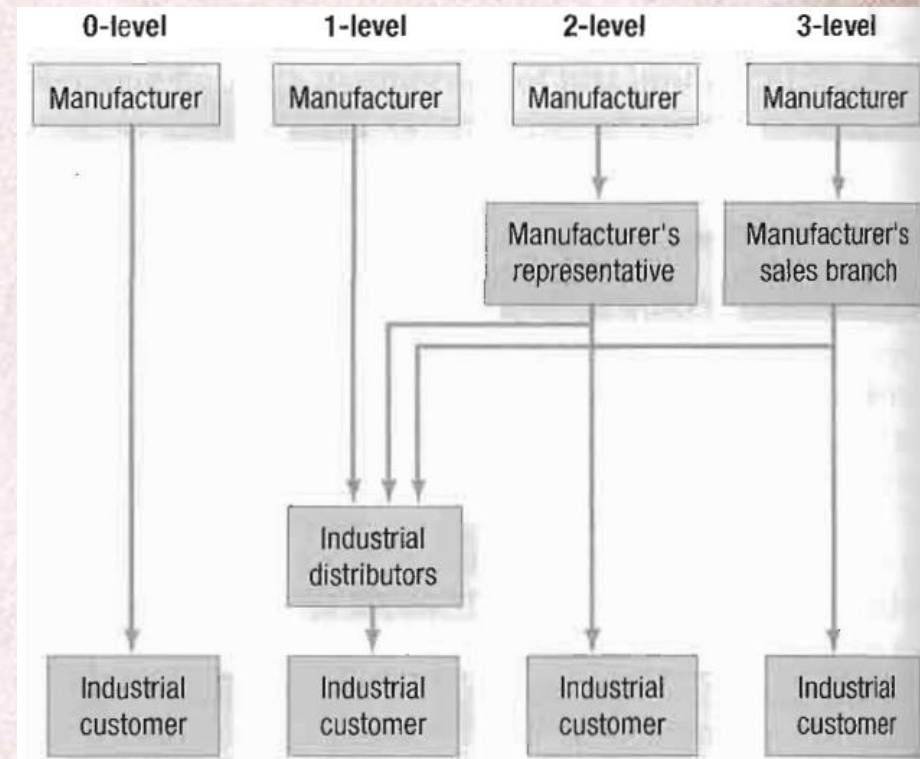 0-level 1-level 2-level 3-level
Manufacturer Manufacturer Manufacturer Manufacturer
Manufacturer's
representative
Manufacturer's
sales branch
Industrial
distributors
Industrial
customer
Industrial
customer
Industrial
customer
Industrial
customer